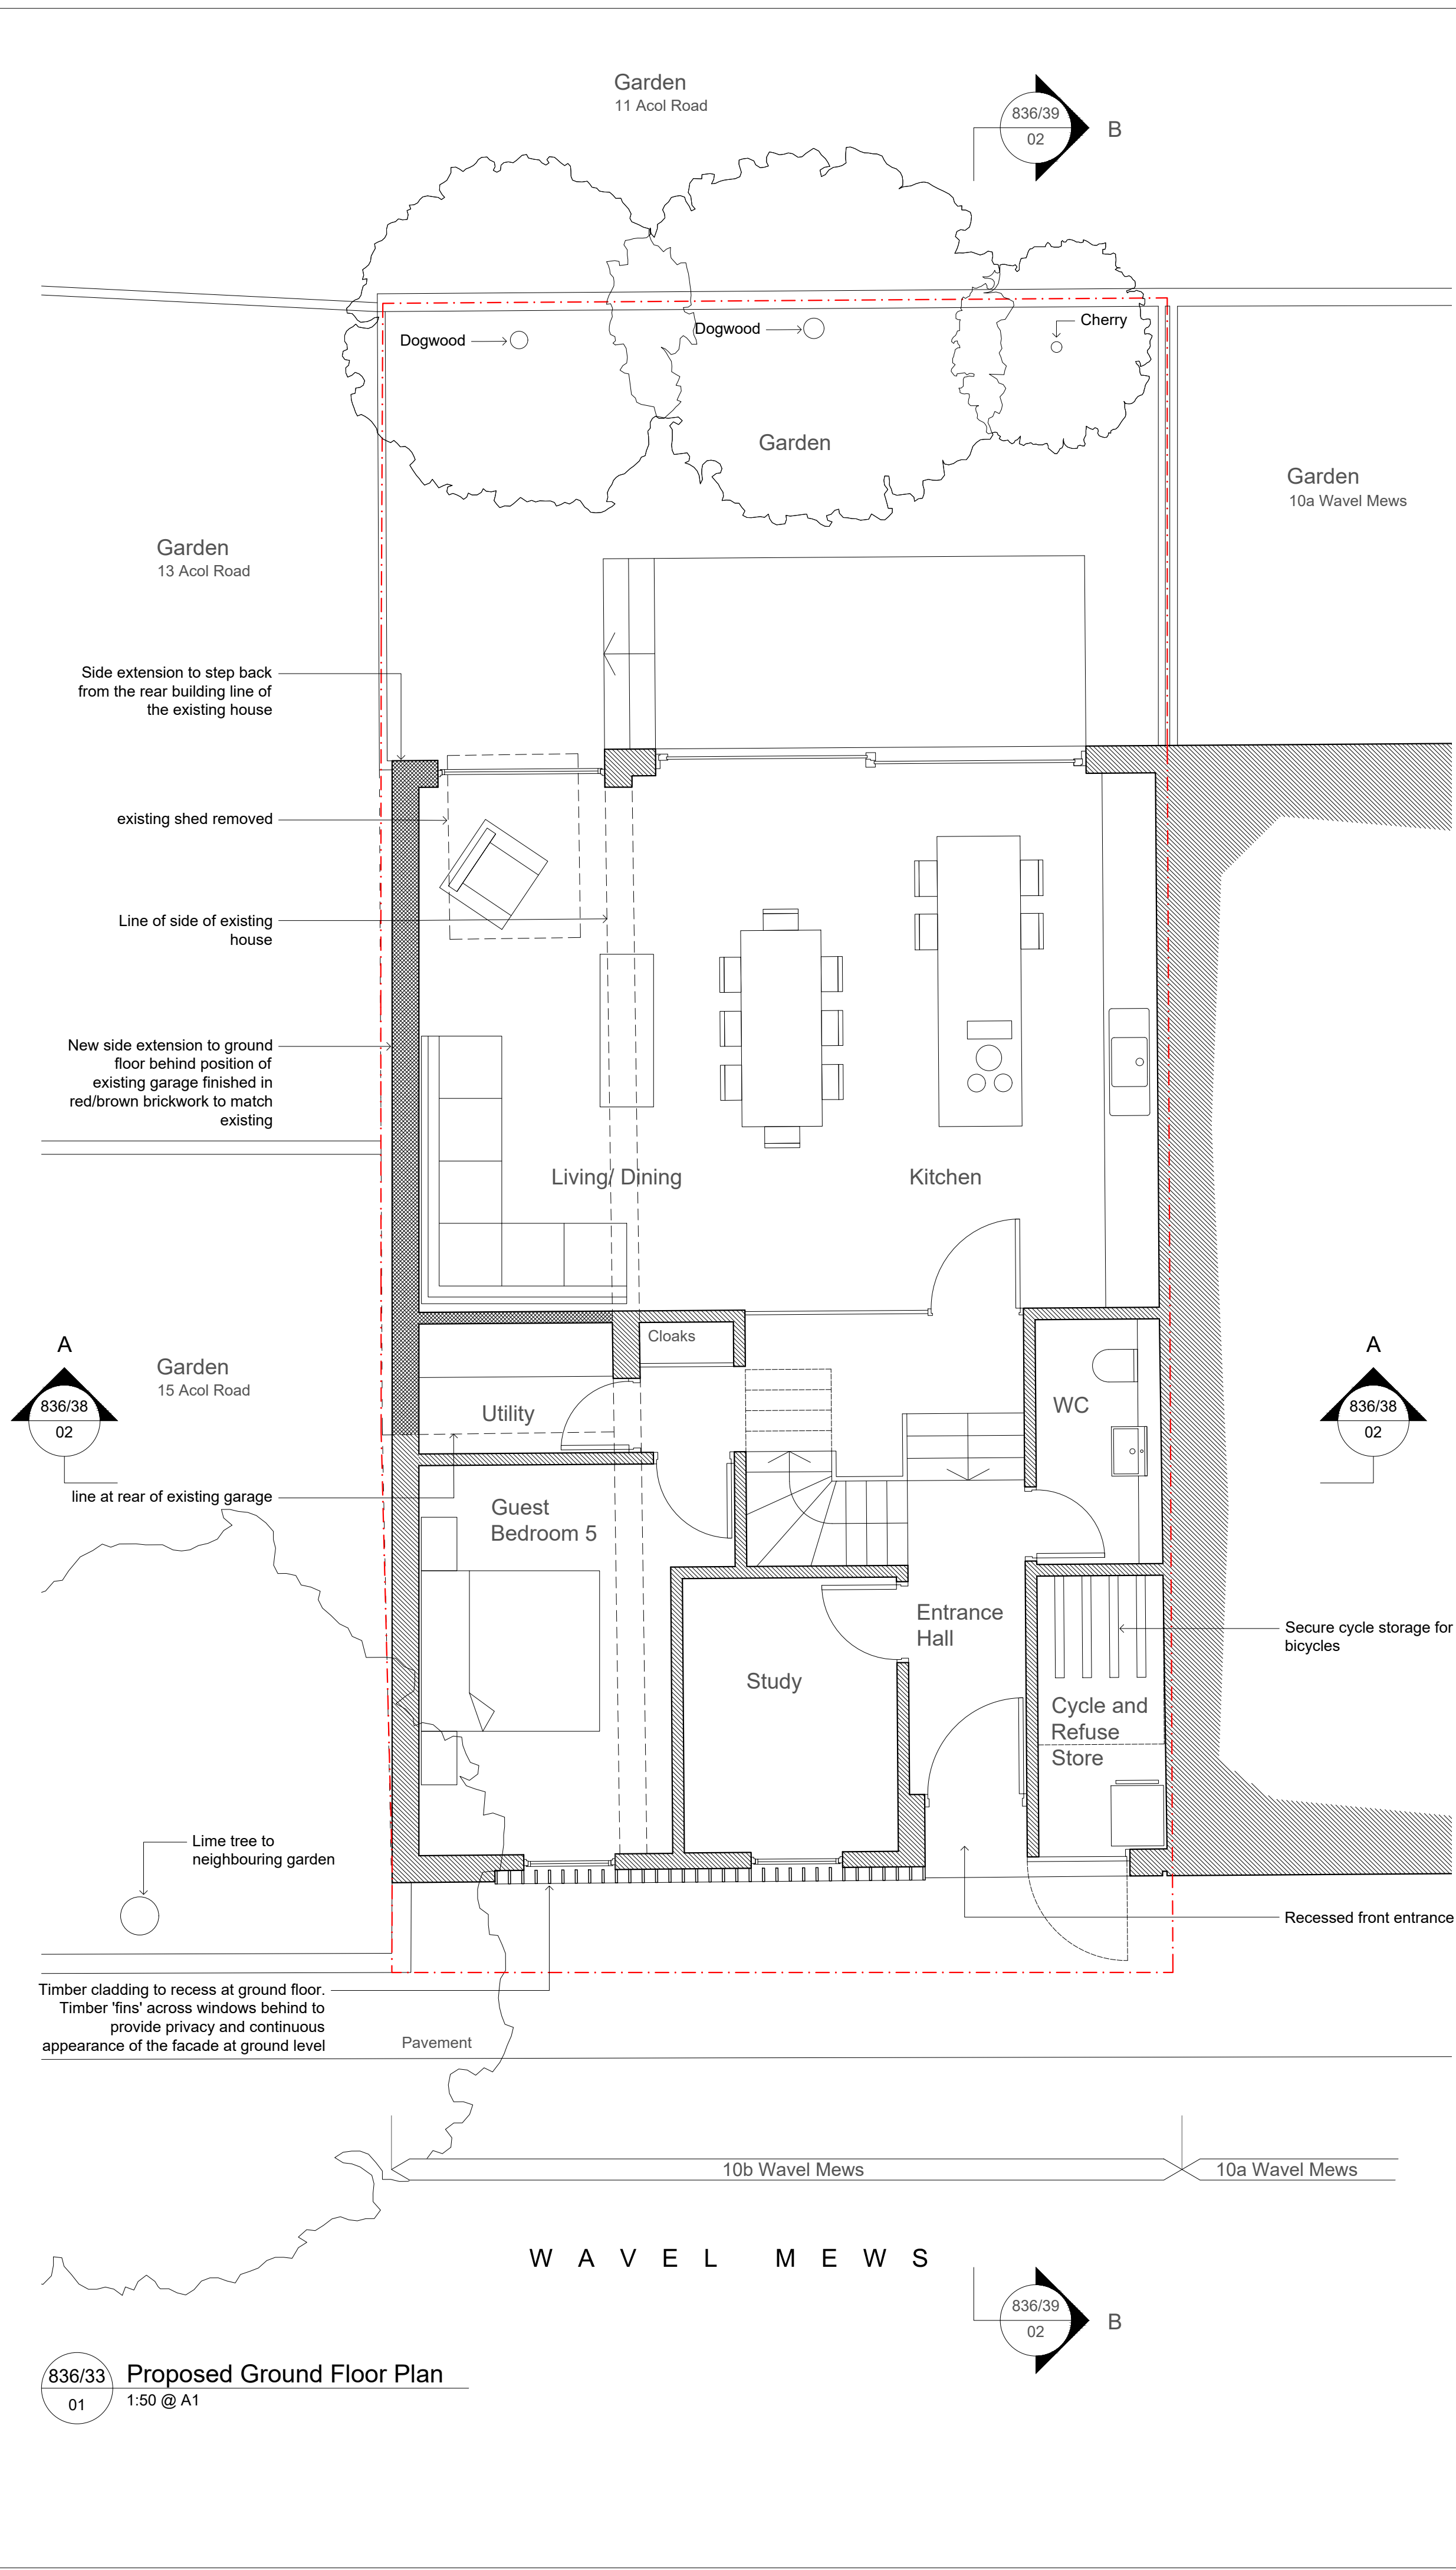 Garden
11 Acol Road
836/39
02
B
Dogwood
Dogwood
Cherry
Garden
Garden
10a Wavel Mews
Garden
13 Acol Road
Side extension to step back
from the rear building line of
the existing house
existing shed removed
Line of side of existing
house
New side extension to ground
floor behind position of
existing garage finished in
red/brown brickwork to match
existing
Living/ Dining
Kitchen
Cloaks
A
836/38
02
Garden
15 Acol Road
Utility
WC
A
836/38
02
line at rear of existing garage
Guest
Bedroom 5
Entrance
Hall
Study
Secure cycle storage for
bicycles
Cycle and
Refuse
Store
Lime tree to
neighbouring garden
Recessed front entrance
Timber cladding to recess at ground floor.
Timber 'fins' across windows behind to
provide privacy and continuous
appearance of the facade at ground level
Pavement
10b Wavel Mews
10a Wavel Mews
WAVEL MEWS
836/39
02
B
836/33
01
Proposed Ground Floor Plan
1:50 @ A1